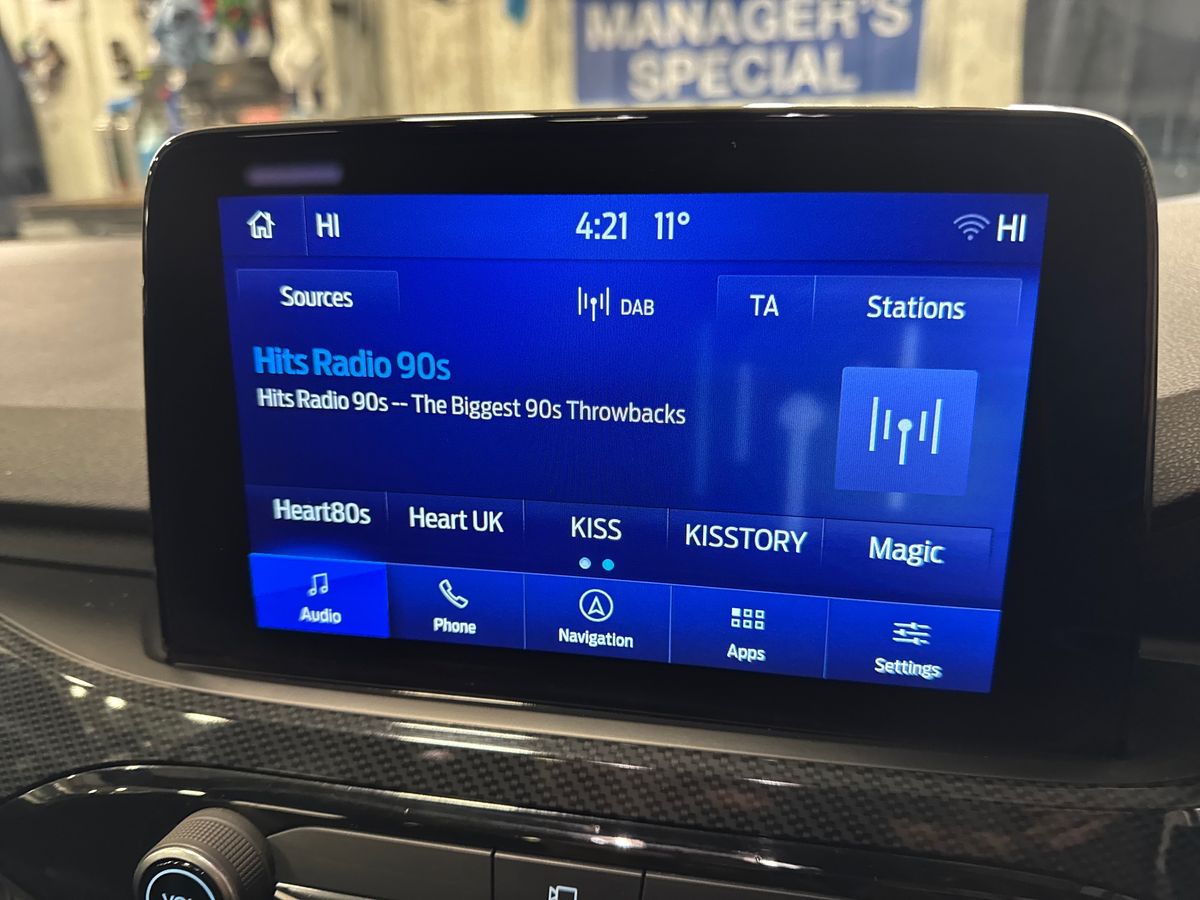 MANAGER'S
SPECIAL
HI 4:21 11° HI
Sources DAB TA Stations
Hits Radio 90s
Hits Radio 90s -- The Biggest 90s Throwbacks
Heart80s Heart UK KISS KISSTORY Magic
Audio Phone Navigation Apps Settings
VOL